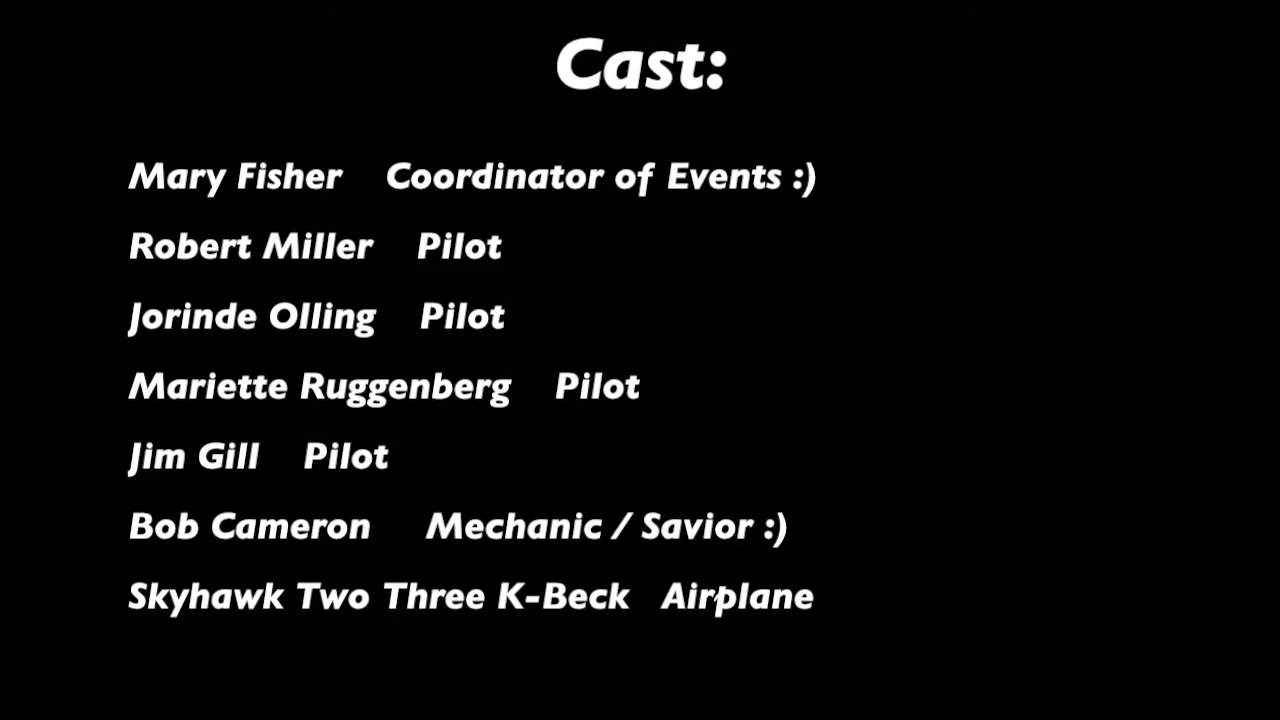 Cast:
Mary Fisher Coordinator of Events :)
Robert Miller Pilot
Jorinde Olling Pilot
Mariette Ruggenberg Pilot
Jim Gill Pilot
Bob Cameron Mechanic / Savior :)
Skyhawk Two Three K-Beck Airplane